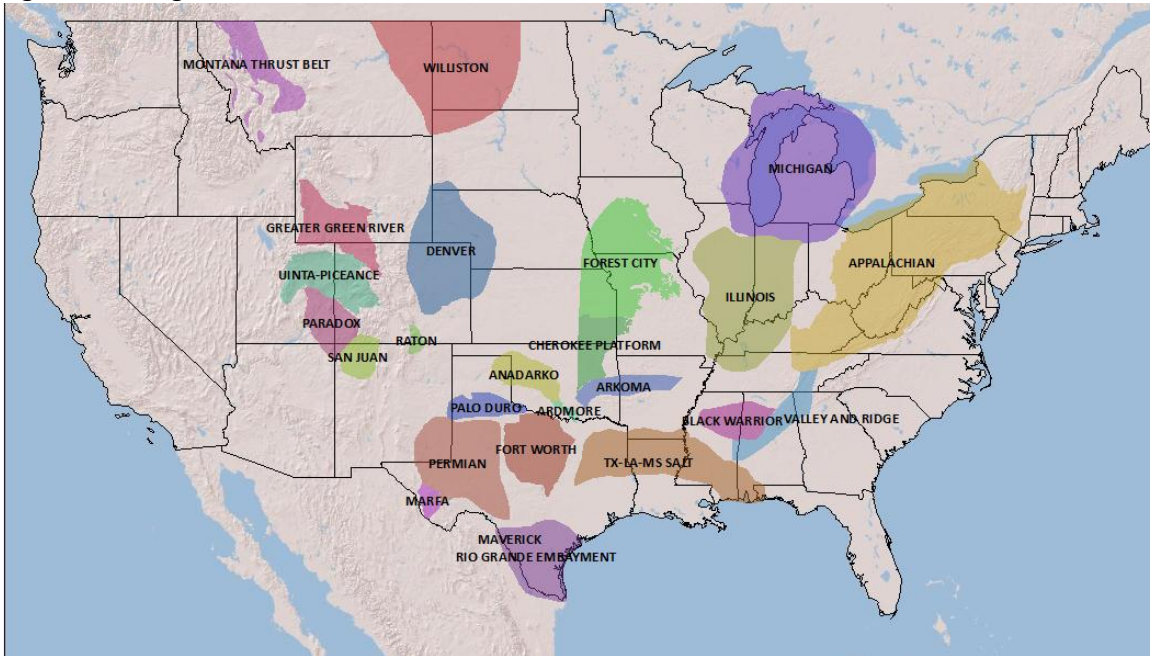 MONTANA THRUST BELT
WILLISTON
MICHIGAN
GREATER GREEN RIVER
DENVER
UINTA-PICEANCE
FOREST CITY
APPALACHIAN
ILLINOIS
PARADOX
RATON
SAN JUAN
CHEROKEE PLATFORM
ANADARKO
ARKOMA
PALO DURO
ARDMORE
BLACK WARRIOR
VALLEY AND RIDGE
FORT WORTH
PERMIAN
TX-LA-MS SALT
MARFA
MAVERICK
RIO GRANDE EMBAYMENT